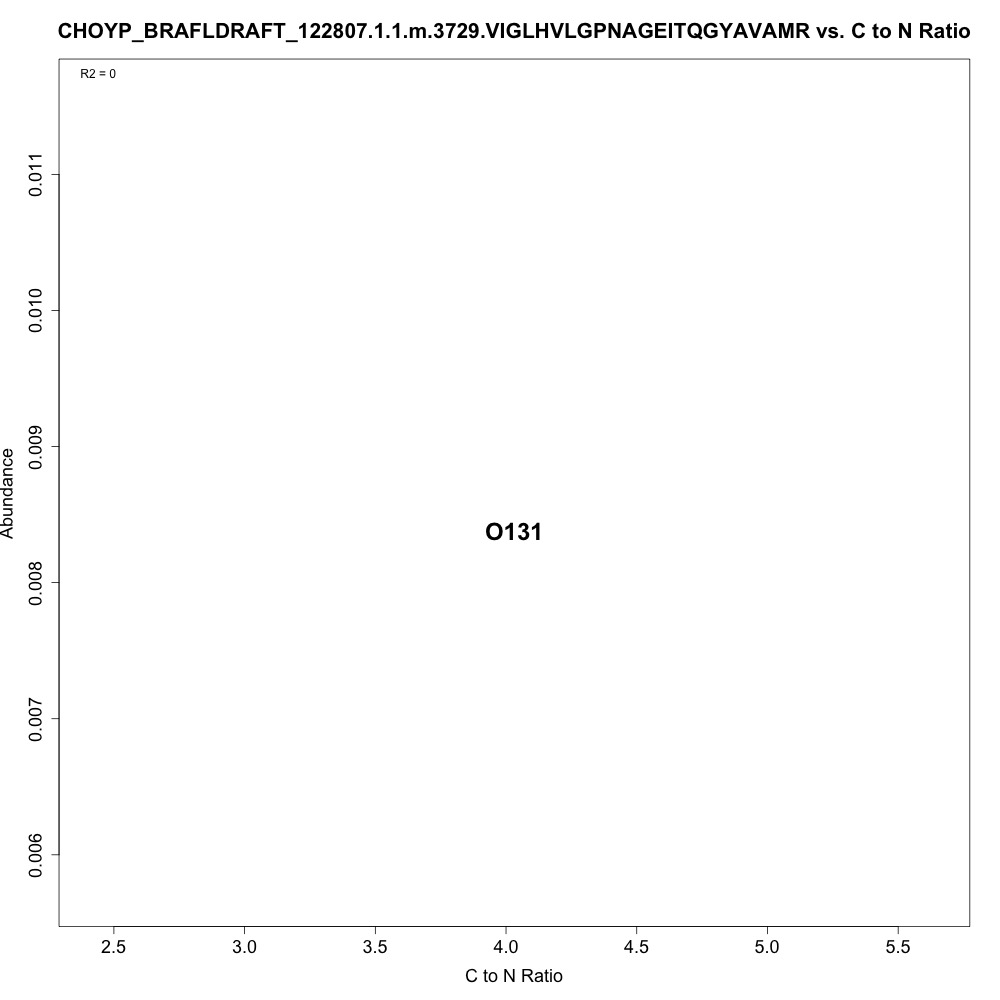 CHOYP_BRAFLDRAFT_122807.1.1.m.3729.VIGLHVLGPNAGEITQGYAVAMR vs. C to N Ratio
R2 = 0
0.011
0.010
0.009
0.008
0.007
0.006
Abundance
O131
2.5 3.0 3.5 4.0 4.5 5.0 5.5
C to N Ratio